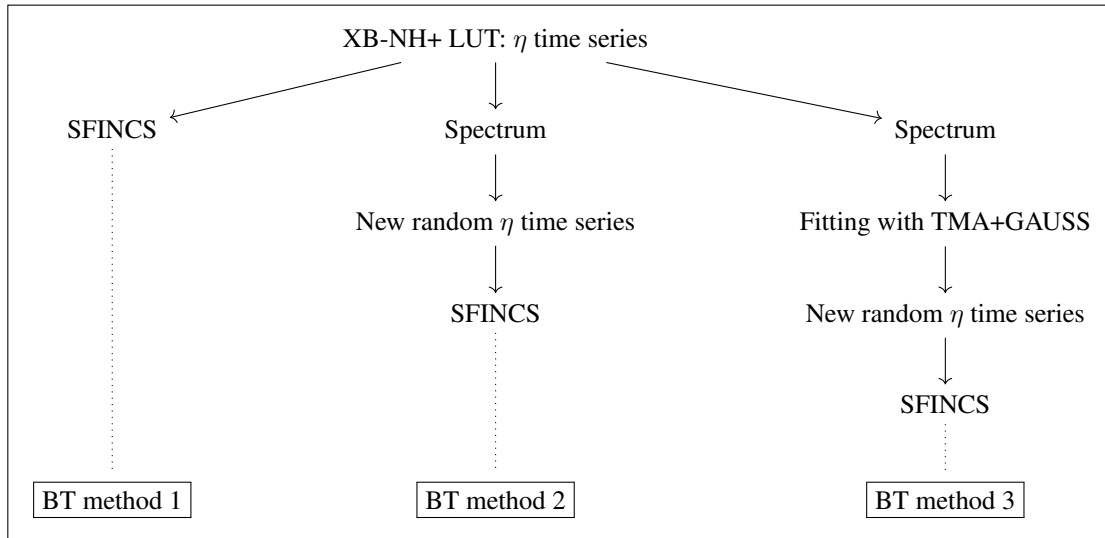 XB-NH+ LUT: η time series
SFINCS
Spectrum
Spectrum
New random η time series
Fitting with TMA+GAUSS
SFINCS
New random η time series
SFINCS
BT method 1
BT method 2
BT method 3